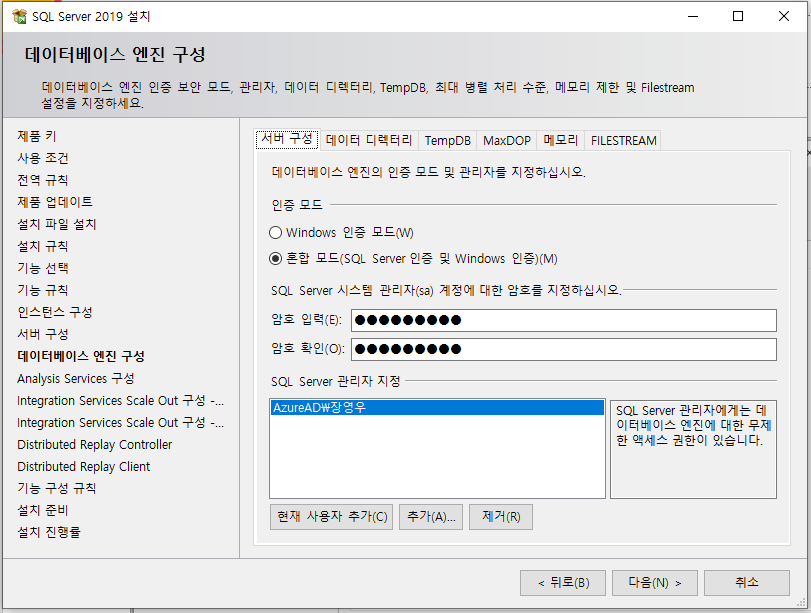 SQL Server 2019 설치
데이터베이스 엔진 구성
데이터베이스 엔진 인증 보안 모드, 관리자, 데이터 디렉터리, TempDB, 최대 병렬 처리 수준, 메모리 제한 및 Filestream
설정을 지정하세요.
제품 키
사용 조건
전역 규칙
제품 업데이트
설치 파일 설치
설치 규칙
기능 선택
기능 규칙
인스턴스 구성
서버 구성
데이터베이스 엔진 구성
Analysis Services 구성
Integration Services Scale Out 구성 -...
Integration Services Scale Out 구성 -...
Distributed Replay Controller
Distributed Replay Client
기능 구성 규칙
설치 준비
설치 진행률
서버 구성 데이터 디렉터리 TempDB MaxDOP 메모리 FILESTREAM
데이터베이스 엔진의 인증 모드 및 관리자를 지정하십시오.
인증 모드
Windows 인증 모드(W)
혼합 모드(SQL Server 인증 및 Windows 인증)(M)
SQL Server 시스템 관리자(sa) 계정에 대한 암호를 지정하십시오.
암호 입력(E): ●●●●●●●●●
암호 확인(O): ●●●●●●●●●
SQL Server 관리자 지정
AzureAD₩장영우
SQL Server 관리자에게는 데
이터베이스 엔진에 대한 무제
한 액세스 권한이 있습니다.
현재 사용자 추가(C) 추가(A)... 제거(R)
< 뒤로(B) 다음(N) > 취소